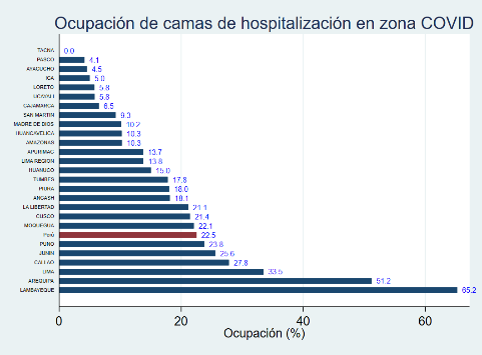 Ocupación de camas de hospitalización en zona COVID
TACNA 0.0
PASCO 4.1
AYACUCHO 4.5
ICA 5.0
LORETO 5.8
UCAYALI 5.8
CAJAMARCA 6.5
SAN MARTIN 9.3
MADRE DE DIOS 10.2
HUANCAVELICA 10.3
AMAZONAS 10.3
APURIMAC 13.7
LIMA REGION 13.8
HUANUCO 15.0
TUMBES 17.8
PIURA 18.0
ANCASH 18.1
LA LIBERTAD 21.1
CUSCO 21.4
MOQUEGUA 22.1
Perú 22.5
PUNO 23.8
JUNIN 25.6
CALLAO 27.8
LIMA 33.5
AREQUIPA 51.2
LAMBAYEQUE 65.2
0 20 40 60
Ocupación (%)